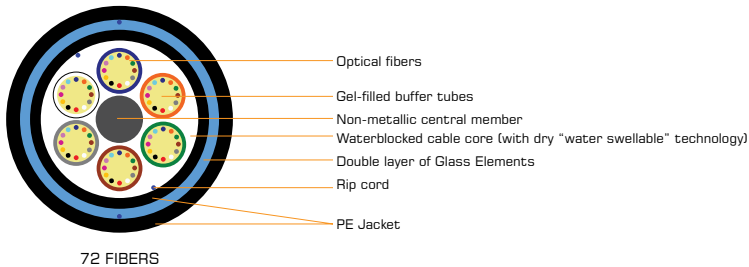 Optical fibers
Gel-filled buffer tubes
Non-metallic central member
Waterblocked cable core (with dry “water swellable” technology)
Double layer of Glass Elements
Rip cord
PE Jacket
72 FIBERS